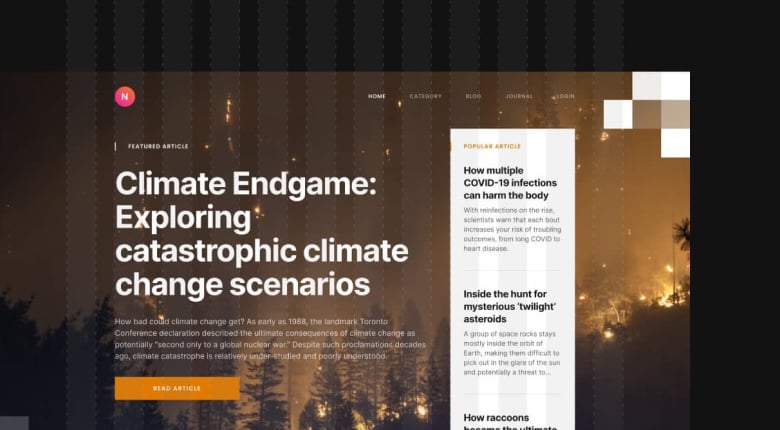 N
HOME
CATEGORY
BLOG
JOURNAL
LOGIN
FEATURED ARTICLE
Climate Endgame:
Exploring
catastrophic climate
change scenarios
How bad could climate change get? As early as 1988, the landmark Toronto
Conference declaration described the ultimate consequences of climate change as
potentially "second only to a global nuclear war." Despite such proclamations decades
ago, climate catastrophe is relatively under-studied and poorly understood.
READ ARTICLE
POPULAR ARTICLE
How multiple
COVID-19 infections
can harm the body
With reinfections on the rise,
scientists warn that each bout
increases your risk of troubling
outcomes, from long COVID to
heart disease.
Inside the hunt for
mysterious 'twilight'
asteroids
A group of space rocks stays
mostly inside the orbit of
Earth, making them difficult to
pick out in the glare of the sun
and potentially a threat to...
How raccoons
became the ultimate